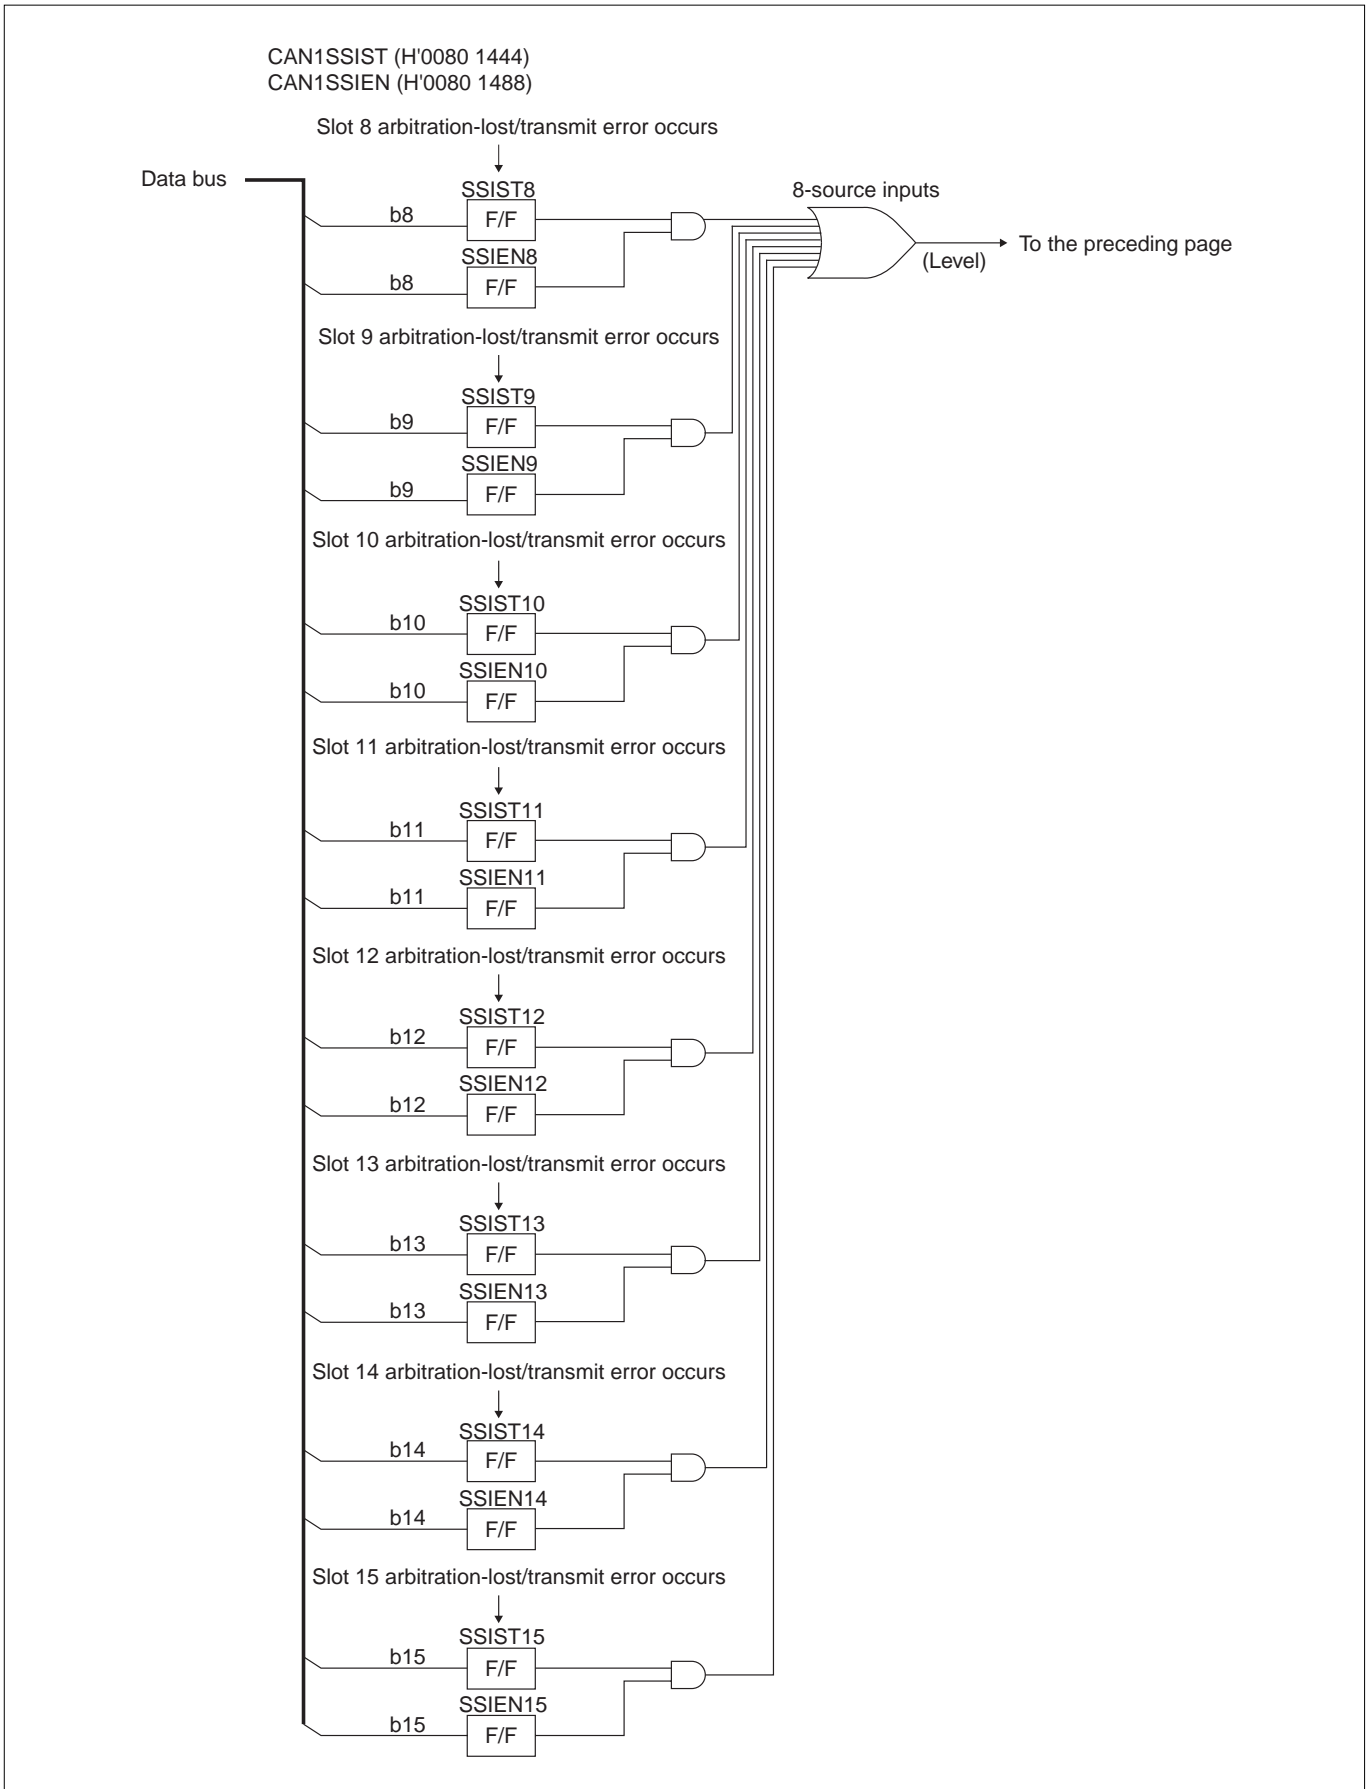 CAN1SSIST (H'0080 1444)
CAN1SSIEN (H'0080 1488)
Slot 8 arbitration-lost/transmit error occurs
Data bus
SSIST8
8-source inputs
b8
F/F
To the preceding page
(Level)
SSIEN8
b8
F/F
Slot 9 arbitration-lost/transmit error occurs
SSIST9
b9
F/F
SSIEN9
b9
F/F
Slot 10 arbitration-lost/transmit error occurs
SSIST10
b10
F/F
SSIEN10
b10
F/F
Slot 11 arbitration-lost/transmit error occurs
SSIST11
b11
F/F
SSIEN11
b11
F/F
Slot 12 arbitration-lost/transmit error occurs
SSIST12
b12
F/F
SSIEN12
b12
F/F
Slot 13 arbitration-lost/transmit error occurs
SSIST13
b13
F/F
SSIEN13
b13
F/F
Slot 14 arbitration-lost/transmit error occurs
SSIST14
b14
F/F
SSIEN14
b14
F/F
Slot 15 arbitration-lost/transmit error occurs
SSIST15
b15
F/F
SSIEN15
b15
F/F